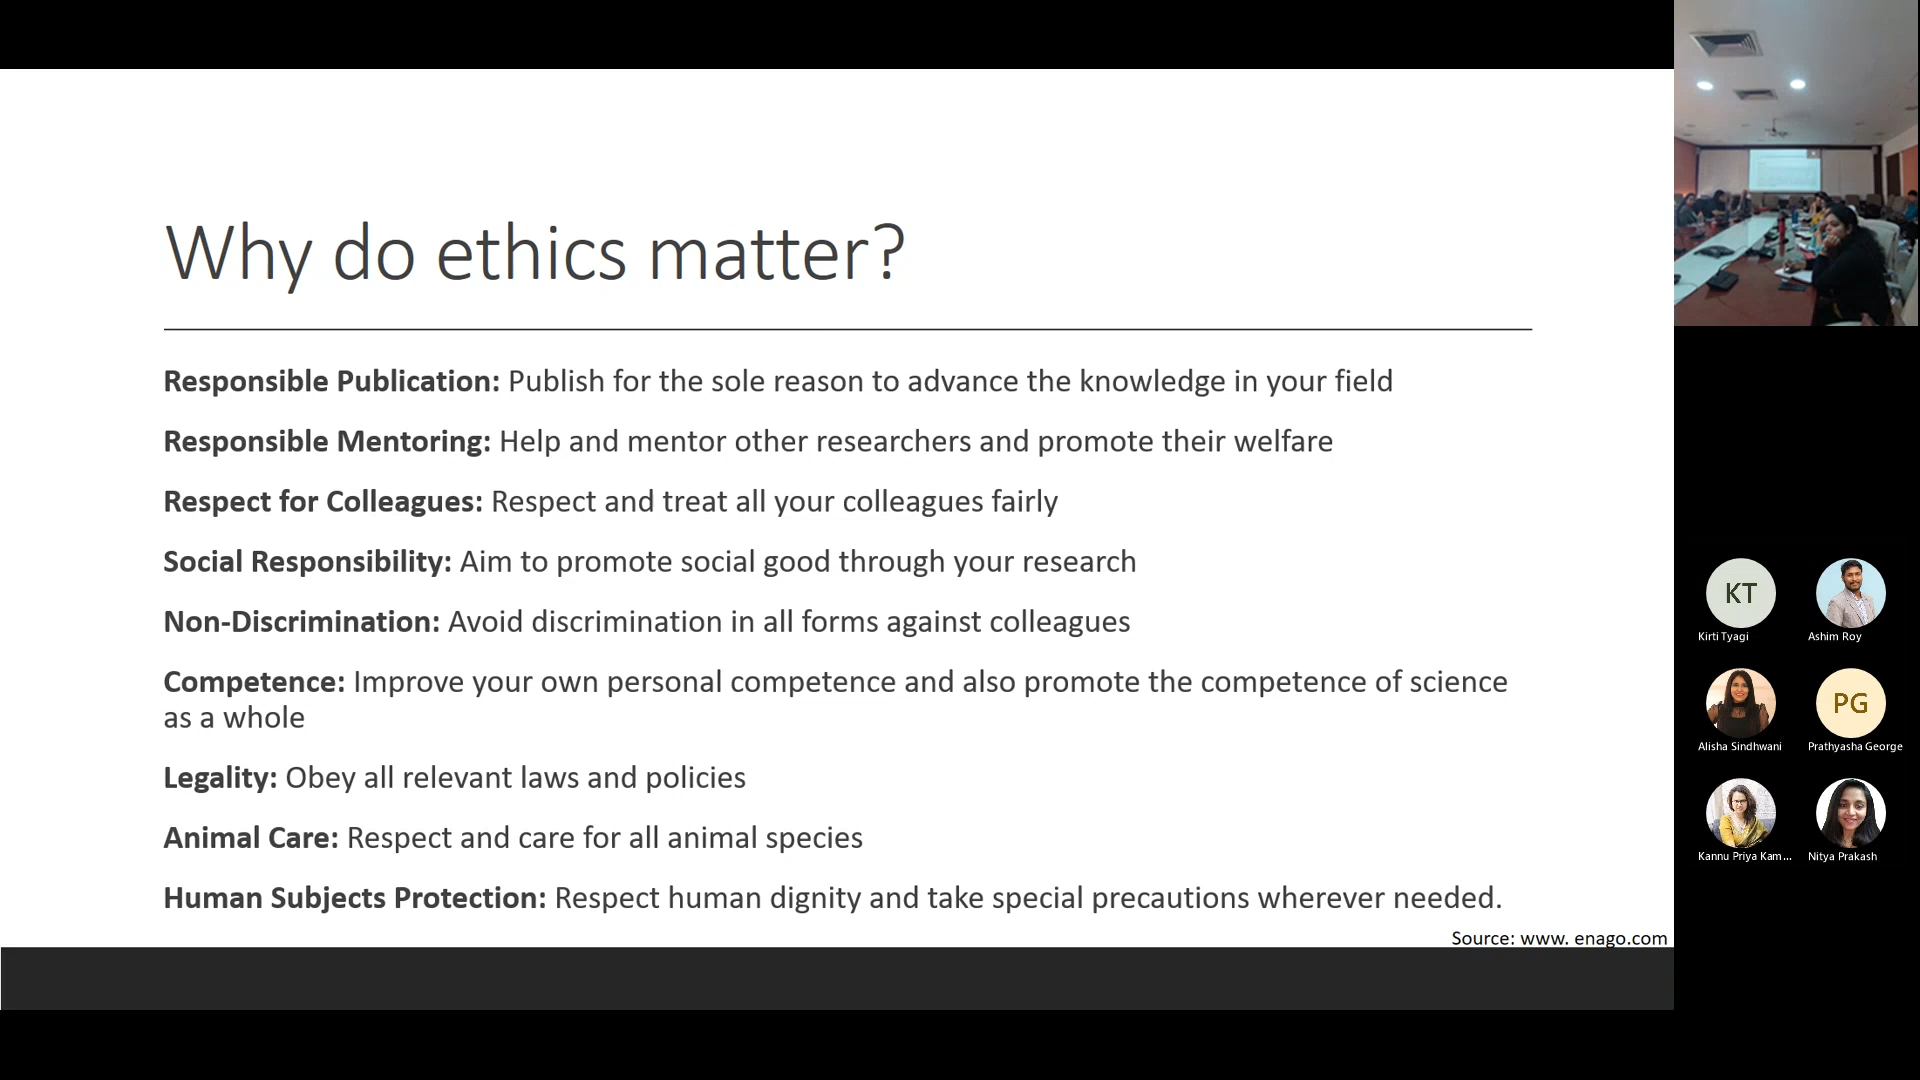 Why do ethics matter?
Responsible Publication: Publish for the sole reason to advance the knowledge in your field
Responsible Mentoring: Help and mentor other researchers and promote their welfare
Respect for Colleagues: Respect and treat all your colleagues fairly
Social Responsibility: Aim to promote social good through your research
Non-Discrimination: Avoid discrimination in all forms against colleagues
Competence: Improve your own personal competence and also promote the competence of science
as a whole
Legality: Obey all relevant laws and policies
Animal Care: Respect and care for all animal species
Human Subjects Protection: Respect human dignity and take special precautions wherever needed.
Source: www. enago.com
KT
Kirti Tyagi
Ashim Roy
Alisha Sindhwani
PG
Prathyasha George
Kannu Priya Kam...
Nitya Prakash